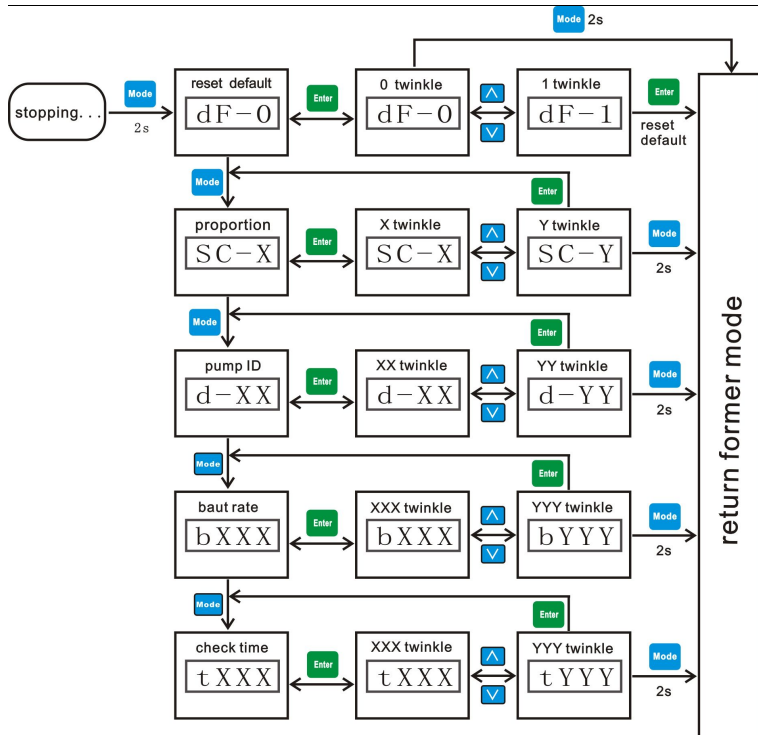 Mode 2s
reset default
0 twinkle
1 twinkle
stopping...
Mode
2s
dF-0
Enter
dF-0
dF-1
Enter
reset
default
Mode
Enter
proportion
X twinkle
Y twinkle
SC-X
Enter
SC-X
SC-Y
Mode
2s
Mode
Enter
pump ID
XX twinkle
YY twinkle
d-XX
Enter
d-XX
d-YY
Mode
2s
Mode
Enter
baut rate
XXX twinkle
YYY twinkle
bXXX
Enter
bXXX
bYYY
Mode
2s
Mode
Enter
check time
XXX twinkle
YYY twinkle
tXXX
Enter
tXXX
tYYY
Mode
2s
return former mode